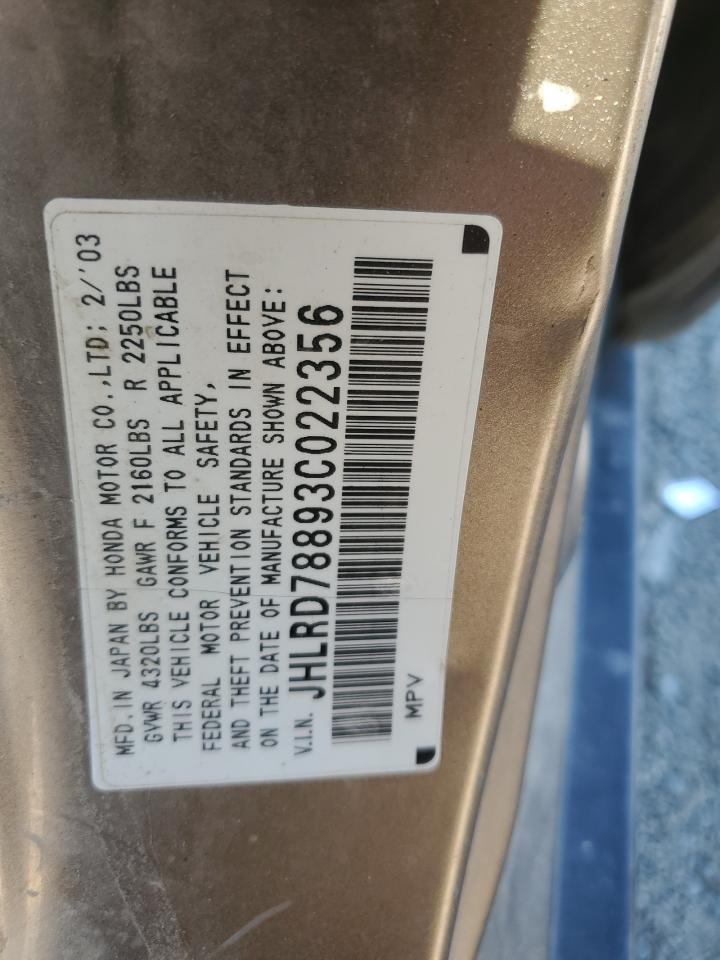 MFD. IN JAPAN BY HONDA MOTOR CO.,LTD: 2/'03
GVWR 4320LBS GAWR F 2160LBS R 2250LBS
THIS VEHICLE CONFORMS TO ALL APPLICABLE
FEDERAL MOTOR VEHICLE SAFETY,
AND THEFT PREVENTION STANDARDS IN EFFECT
ON THE DATE OF MANUFACTURE SHOWN ABOVE:
V.I.N. JHLRD78893C022356
MPV